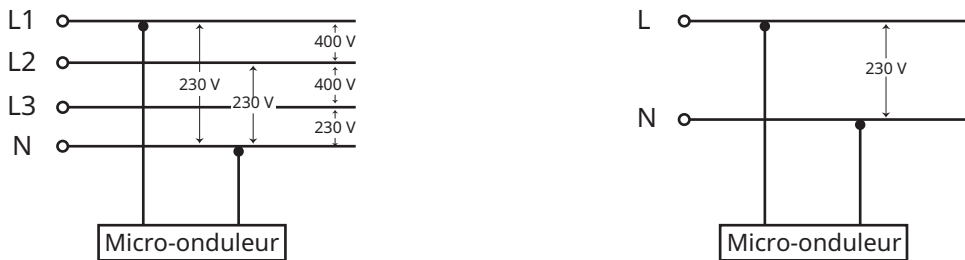 L1
400 V
L2
230 V
400 V
230 V
L3
230 V
N
Micro-onduleur
L
230 V
N
Micro-onduleur